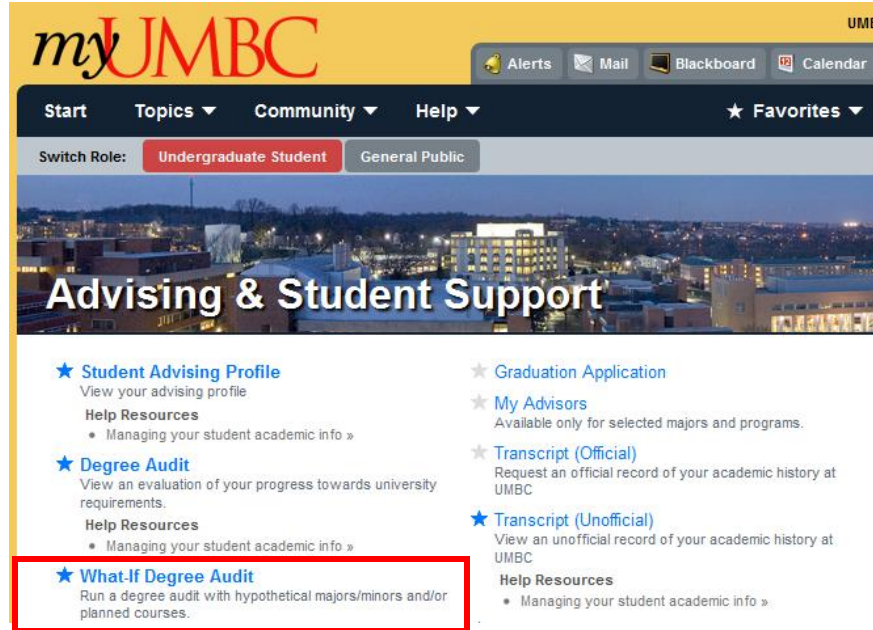 myUMBC
UMB
Alerts Mail Blackboard Calendar
Start Topics Community Help Favorites
Switch Role: Undergraduate Student General Public
Advising & Student Support
Student Advising Profile
View your advising profile
Help Resources
• Managing your student academic info »
Degree Audit
View an evaluation of your progress towards university
requirements.
Help Resources
• Managing your student academic info »
What-If Degree Audit
Run a degree audit with hypothetical majors/minors and/or
planned courses.
Graduation Application
My Advisors
Available only for selected majors and programs.
Transcript (Official)
Request an official record of your academic history at
UMBC
Transcript (Unofficial)
View an unofficial record of your academic history at
UMBC
Help Resources
• Managing your student academic info »